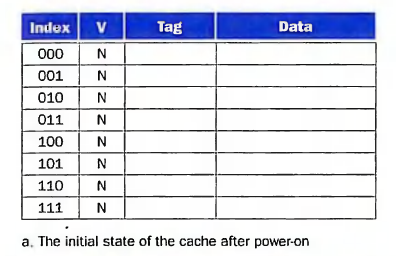 Index V Tag Data
000 N
001 N
010 N
011 N
100 N
101 N
110 N
111 N
a. The initial state of the cache after power-on